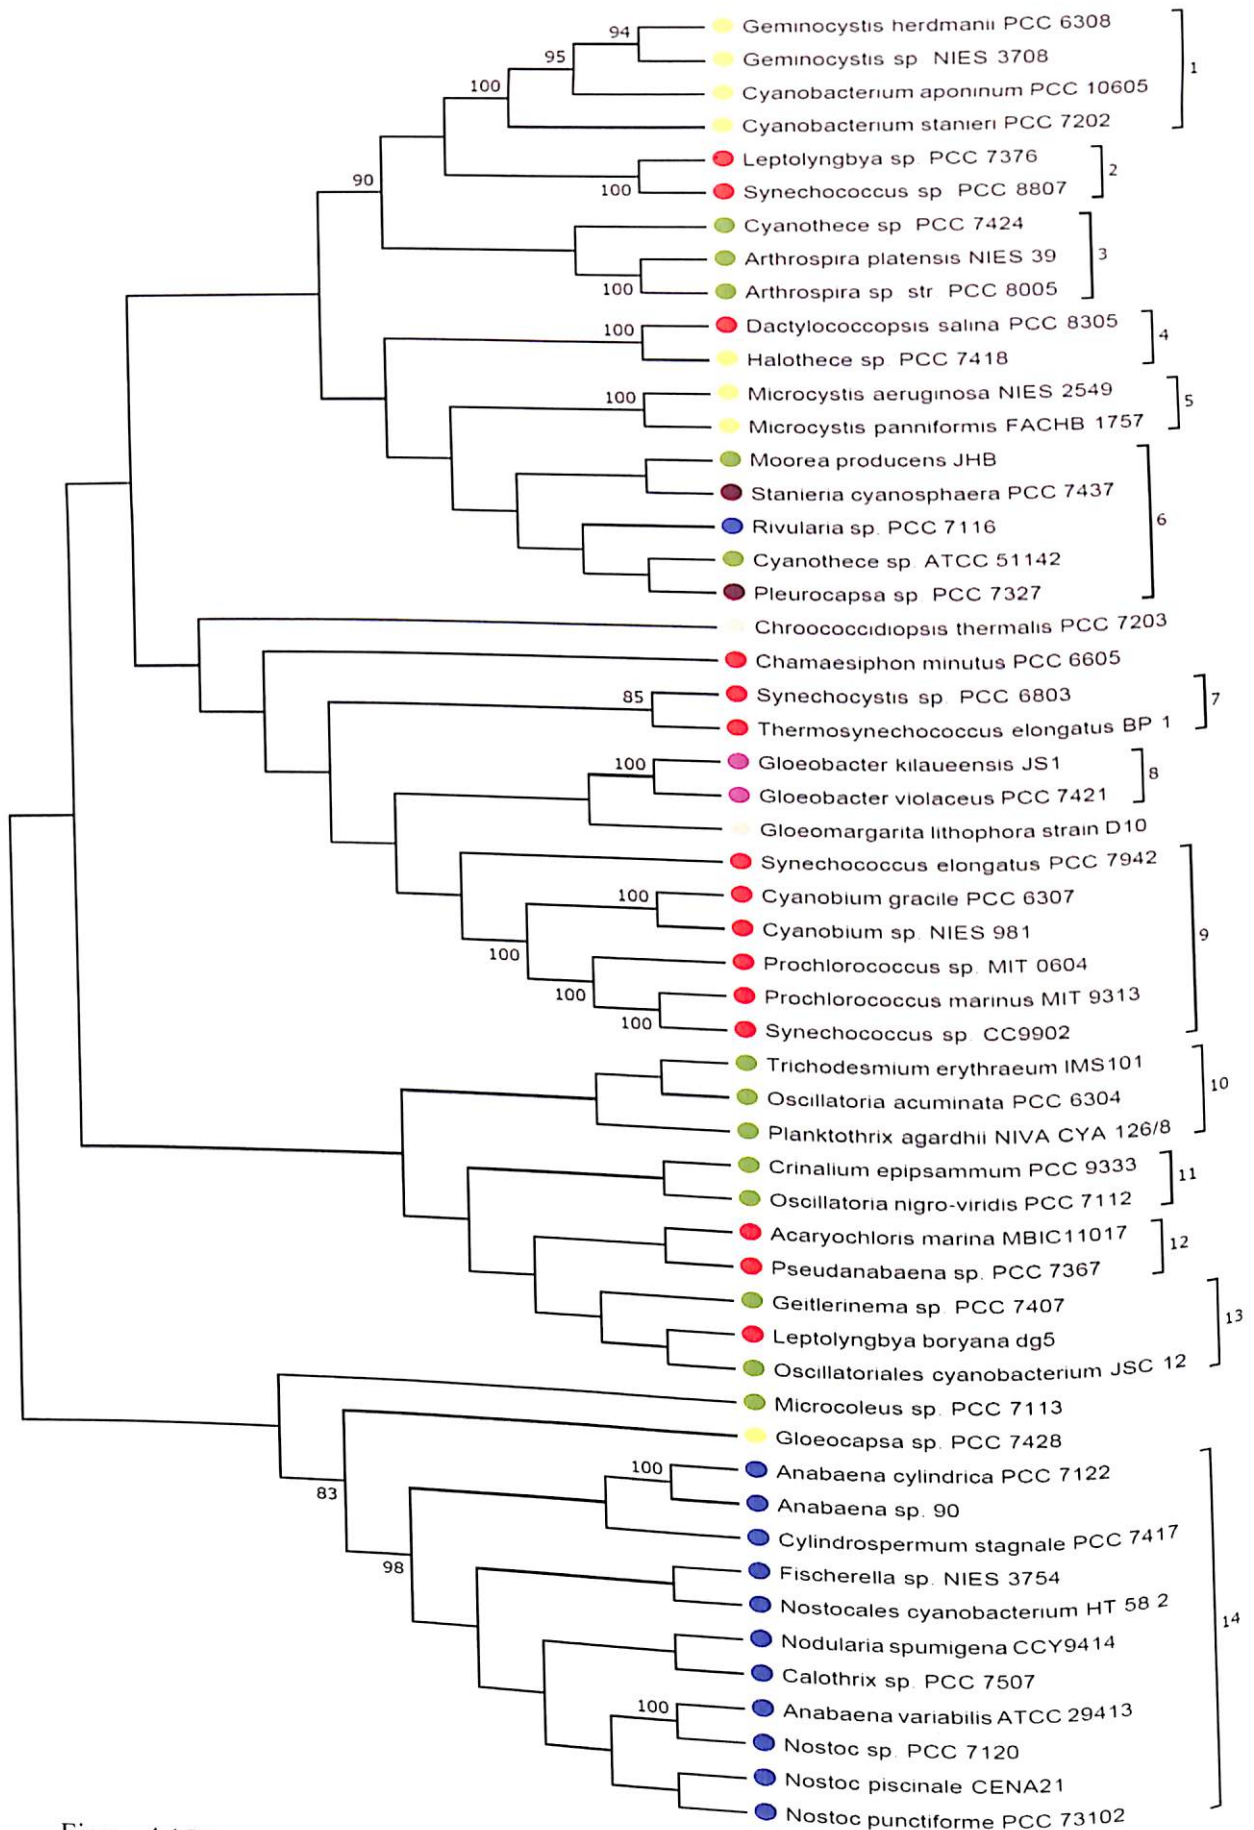 Geminocystis herdmanii PCC 6308
94
Geminocystis sp NIES 3708
95
1
100
Cyanobacterium aponinum PCC 10605
Cyanobacterium stanieri PCC 7202
Leptolyngbya sp. PCC 7376
2
90
100
Synechococcus sp PCC 8807
Cyanothece sp PCC 7424
Arthrospira platensis NIES 39
3
100
Arthrospira sp str PCC 8005
100
Dactylococcopsis salina PCC 8305
4
Halothece sp. PCC 7418
100
Microcystis aeruginosa NIES 2549
5
Microcystis panniformis FACHB 1757
Moorea producens JHB
Stanieria cyanosphaera PCC 7437
6
Rivularia sp. PCC 7116
Cyanothece sp. ATCC 51142
Pleurocapsa sp PCC 7327
Chroococcidiopsis thermalis PCC 7203
Chamaesiphon minutus PCC 6605
85
Synechocystis sp. PCC 6803
7
Thermosynechococcus elongatus BP 1
100
Gloeobacter kilaueensis JS1
8
Gloeobacter violaceus PCC 7421
Gloeomargarita lithophora strain D10
Synechococcus elongatus PCC 7942
100
Cyanobium gracile PCC 6307
Cyanobium sp. NIES 981
9
100
Prochlorococcus sp. MIT 0604
100
Prochlorococcus marinus MIT 9313
100
Synechococcus sp. CC9902
Trichodesmium erythraeum IMS101
10
Oscillatoria acuminata PCC 6304
Planktothrix agardhii NIVA CYA 126/8
Crinalium epipsammum PCC 9333
11
Oscillatoria nigro-viridis PCC 7112
Acaryochloris marina MBIC11017
12
Pseudanabaena sp. PCC 7367
Geitlerinema sp. PCC 7407
13
Leptolyngbya boryana dg5
Oscillatoriales cyanobacterium JSC 12
Microcoleus sp. PCC 7113
Gloeocapsa sp. PCC 7428
83
100
Anabaena cylindrica PCC 7122
Anabaena sp. 90
Cylindrospermum stagnale PCC 7417
98
Fischerella sp. NIES 3754
Nostocales cyanobacterium HT 58 2
14
Nodularia spumigena CCY9414
Calothrix sp. PCC 7507
100
Anabaena variabilis ATCC 29413
Nostoc sp. PCC 7120
Nostoc piscinale CENA21
Nostoc punctiforme PCC 73102